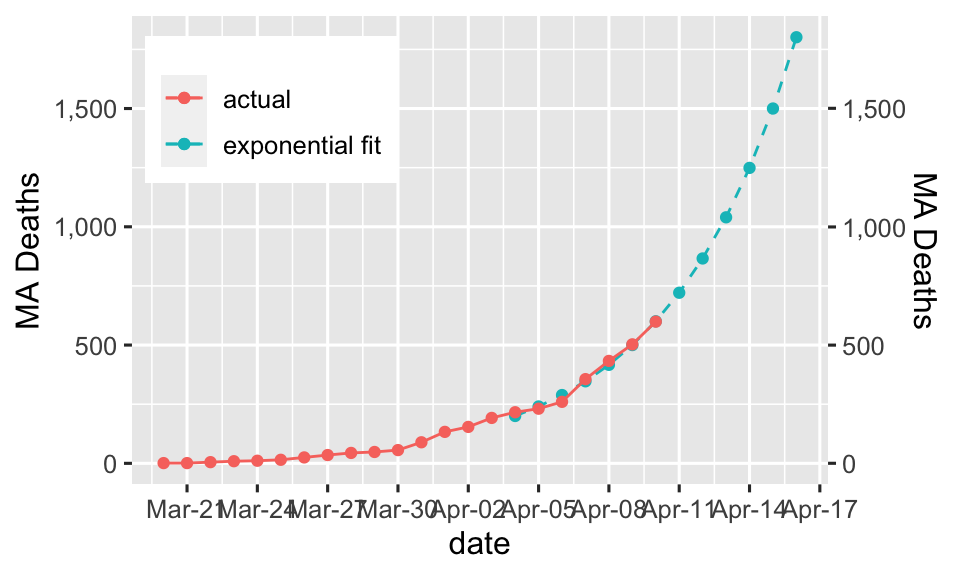 actual
exponential fit
MA Deaths
1,500
1,000
500
0
1,500
1,000
500
0
MA Deaths
Mar-21 Mar-24 Mar-27 Mar-30 Apr-02 Apr-05 Apr-08 Apr-11 Apr-14 Apr-17
date